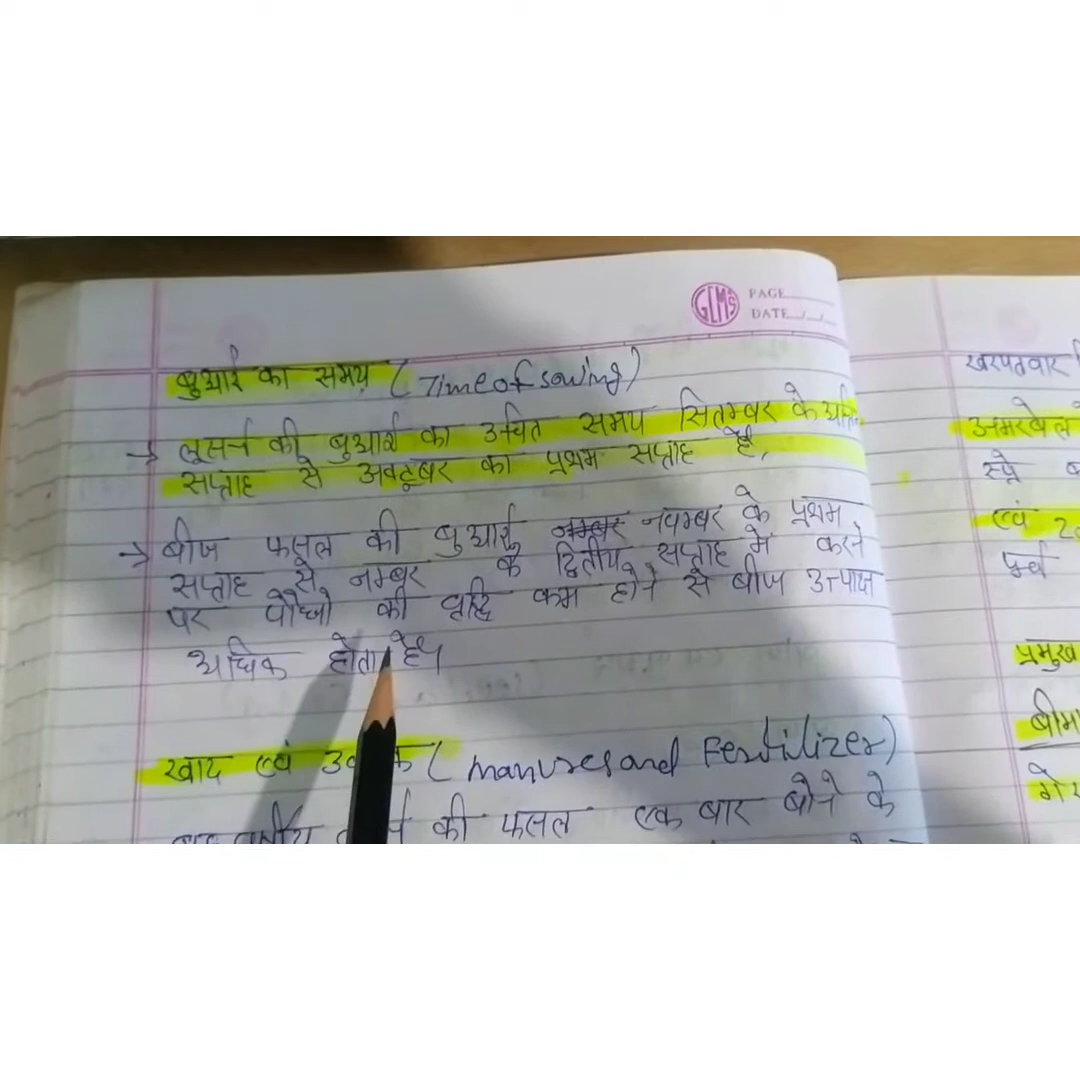 GLMS PAGE
DATE
बुआई का समय (Time of sowing)
→ लूसर्न की बुआई का उचित समय सितम्बर के अंतिम
सप्ताह से अक्टूबर का प्रथम सप्ताह है,
→ बीज फसल की बुआई नवम्बर के प्रथम
सप्ताह से नम्बर के द्वितीय सप्ताह में करने
पर पौधो की वृद्धि कम होने से बीज उत्पादन
अधिक होता है।
खाद एवं (manures and Fertilizer)
की फसल एक बार बोने के
खरपतवार
अमरबेल
स्प्रे
एवं
पूर्व
प्रमुख